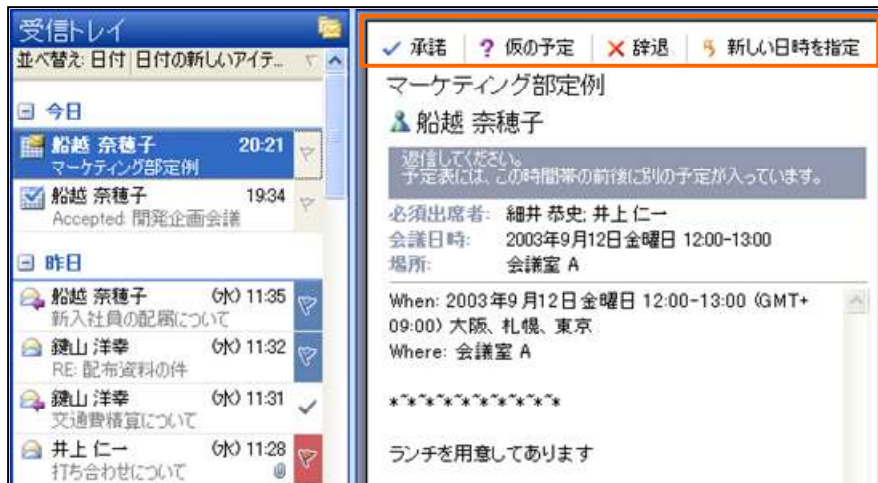 受信トレイ
並べ替え: 日付 日付の新しいアイテ...
今日
船越 奈穂子 20:21
マーケティング部定例
船越 奈穂子 19:34
Accepted: 開発企画会議
昨日
船越 奈穂子 (水) 11:35
新入社員の配属について
鍵山 洋幸 (水) 11:32
RE: 配布資料の件
鍵山 洋幸 (水) 11:31
交通費積算について
井上 仁一 (水) 11:28
打ち合わせについて
承諾 ? 仮の予定 辞退 新しい日時を指定
マーケティング部定例
船越 奈穂子
返信してください。
予定表には、この時間帯の前後に別の予定が入っています。
必須出席者: 細井 恭史; 井上 仁一
会議日時: 2003年9月12日金曜日 12:00-13:00
場所: 会議室 A
When: 2003年9月12日金曜日 12:00-13:00 (GMT+
09:00) 大阪、札幌、東京
Where: 会議室 A
*~*~*~*~*~*~*~*~*~*
ランチを用意してあります